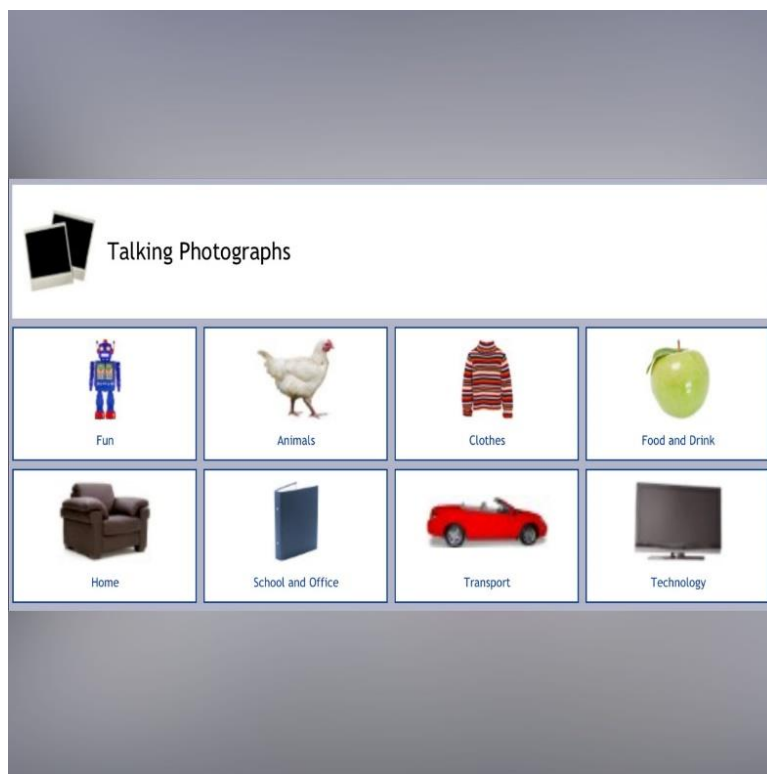 Talking Photographs
Fun
Animals
Clothes
Food and Drink
Home
School and Office
Transport
Technology